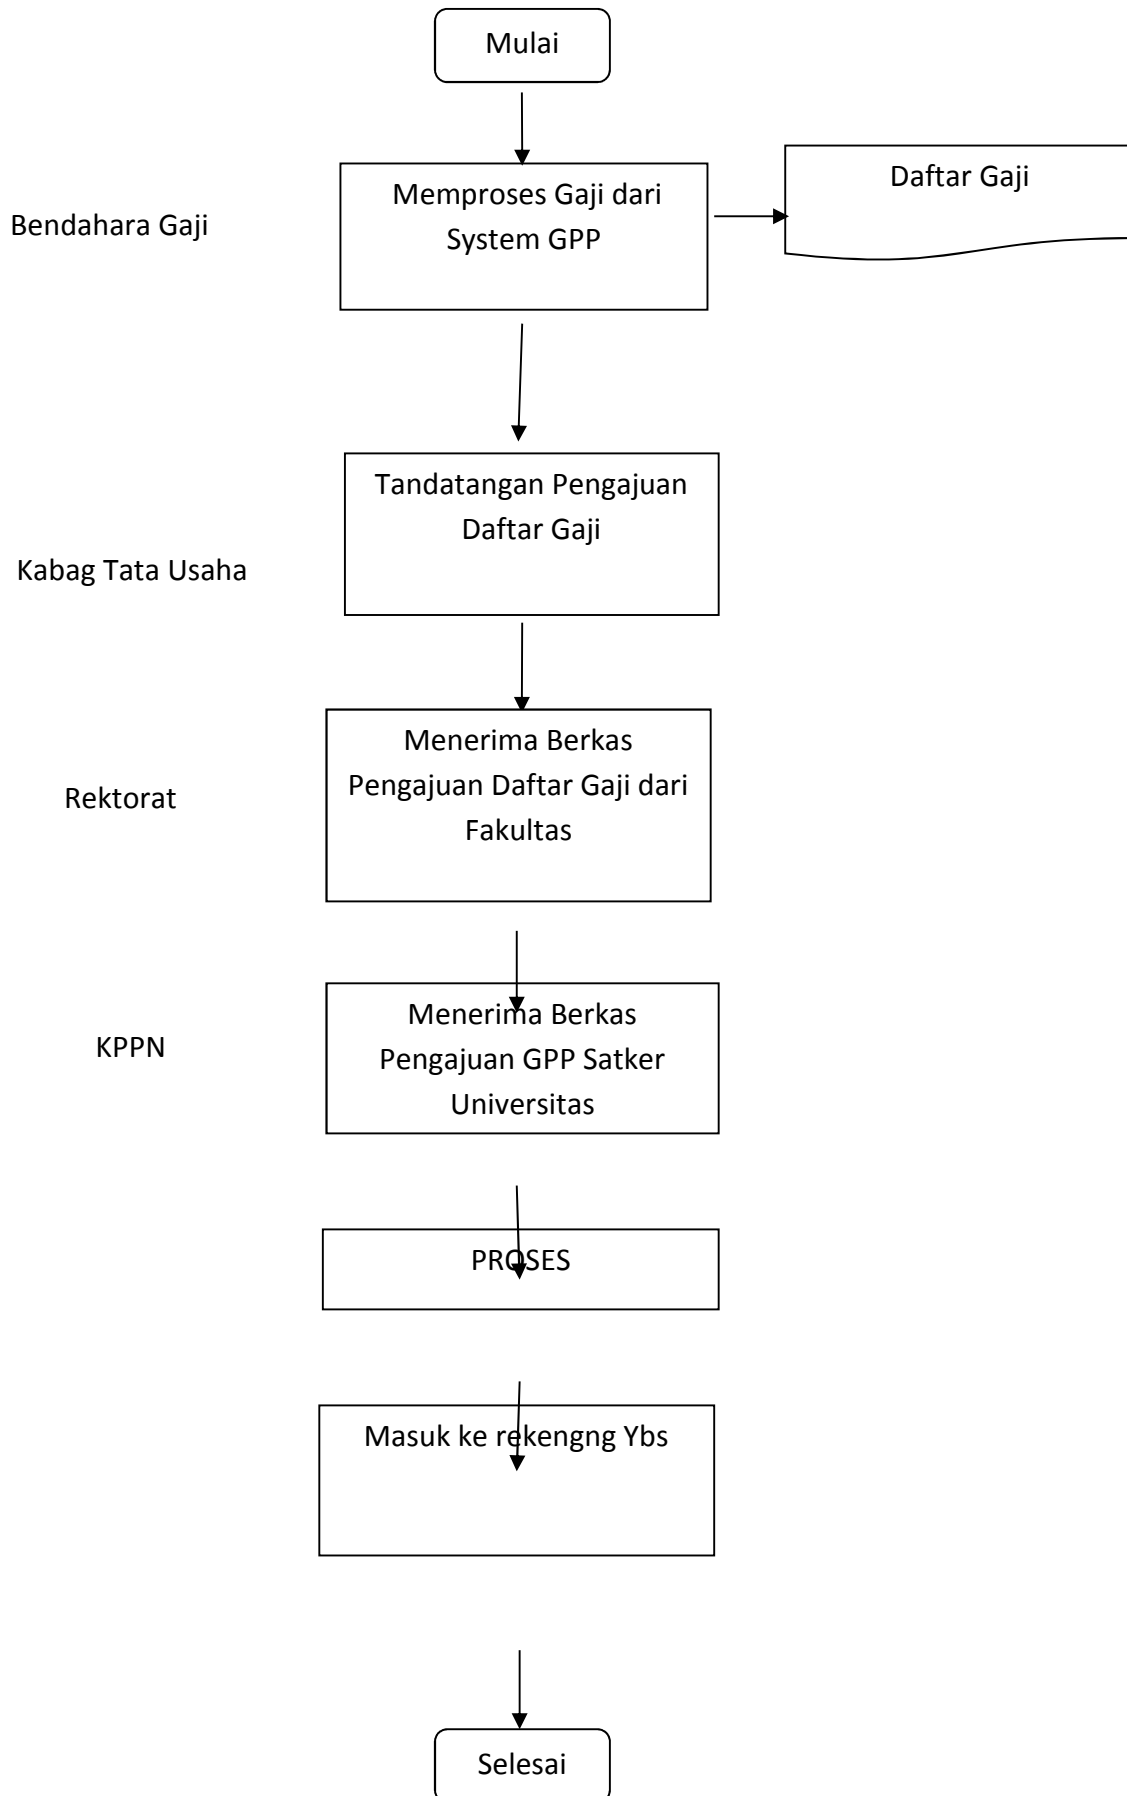 Mulai
Daftar Gaji
Memproses Gaji dari
System GPP
Bendahara Gaji
Tandatangan Pengajuan
Daftar Gaji
Kabag Tata Usaha
Menerima Berkas
Pengajuan Daftar Gaji dari
Fakultas
Rektorat
Menerima Berkas
Pengajuan GPP Satker
Universitas
KPPN
PROSES
Masuk ke rekengng Ybs
Selesai